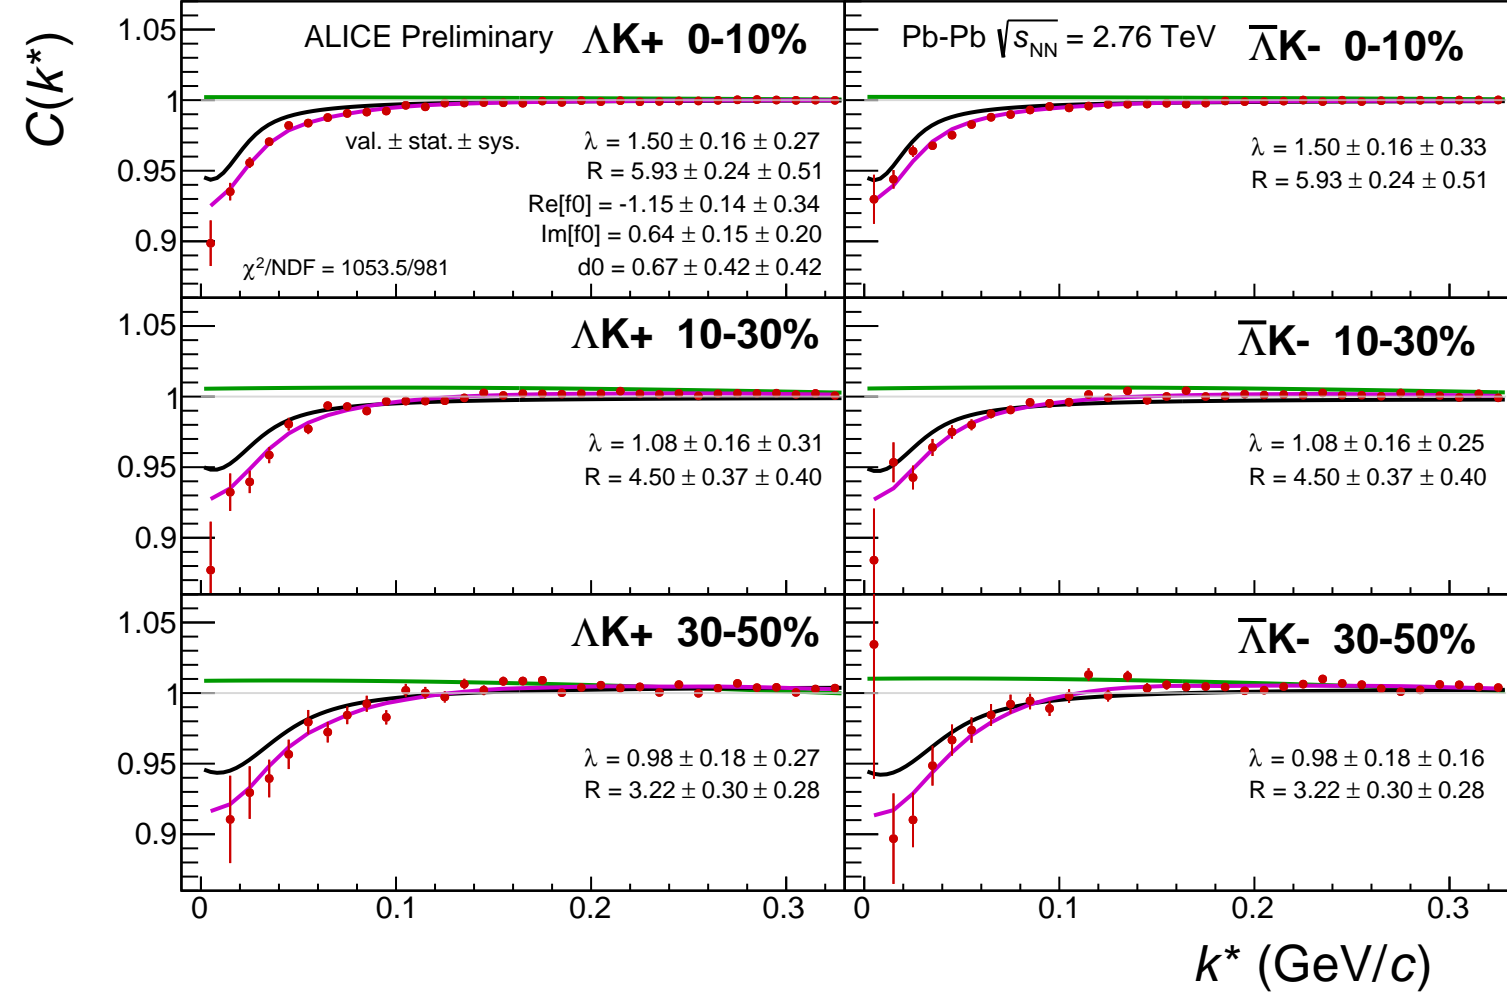 C(k*)
ALICE Preliminary ΛK+ 0-10%
val. ± stat. ± sys.
λ = 1.50 ± 0.16 ± 0.27
R = 5.93 ± 0.24 ± 0.51
Re[f0] = -1.15 ± 0.14 ± 0.34
Im[f0] = 0.64 ± 0.15 ± 0.20
χ²/NDF = 1053.5/981
d0 = 0.67 ± 0.42 ± 0.42
1.05
1
0.95
0.9
Pb-Pb √sNN = 2.76 TeV Λ̅K- 0-10%
λ = 1.50 ± 0.16 ± 0.33
R = 5.93 ± 0.24 ± 0.51
ΛK+ 10-30%
λ = 1.08 ± 0.16 ± 0.31
R = 4.50 ± 0.37 ± 0.40
1.05
1
0.95
0.9
Λ̅K- 10-30%
λ = 1.08 ± 0.16 ± 0.25
R = 4.50 ± 0.37 ± 0.40
ΛK+ 30-50%
λ = 0.98 ± 0.18 ± 0.27
R = 3.22 ± 0.30 ± 0.28
1.05
1
0.95
0.9
Λ̅K- 30-50%
λ = 0.98 ± 0.18 ± 0.16
R = 3.22 ± 0.30 ± 0.28
0 0.1 0.2 0.3 0 0.1 0.2 0.3
k* (GeV/c)